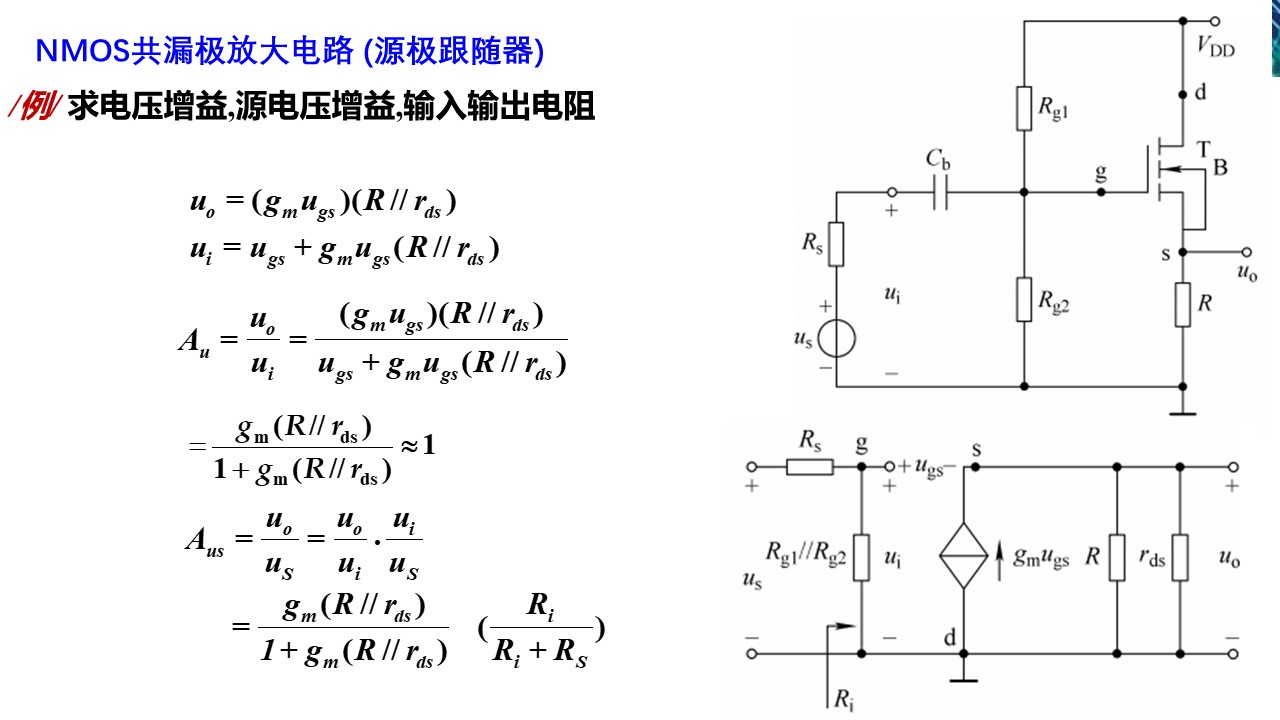 NMOS共漏极放大电路 (源极跟随器)
/例/ 求电压增益,源电压增益,输入输出电阻
u_o = (g_m u_gs)(R // r_ds)
u_i = u_gs + g_m u_gs (R // r_ds)
A_u = u_o / u_i = (g_m u_gs)(R // r_ds) / u_gs + g_m u_gs (R // r_ds)
= g_m (R // r_ds) / 1 + g_m (R // r_ds) ≈ 1
A_us = u_o / u_S = u_o / u_i · u_i / u_S
= g_m (R // r_ds) / 1 + g_m (R // r_ds) (R_i / R_i + R_S)
V_DD
d
R_g1
T
C_b
g
B
+
R_s
s
u_o
+
u_i
R_g2
R
u_s
−
−
R_s
g
+ u_gs −
s
+
+
+
R_g1//R_g2
u_i
g_m u_gs
R
r_ds
u_o
u_s
−
−
d
−
R_i